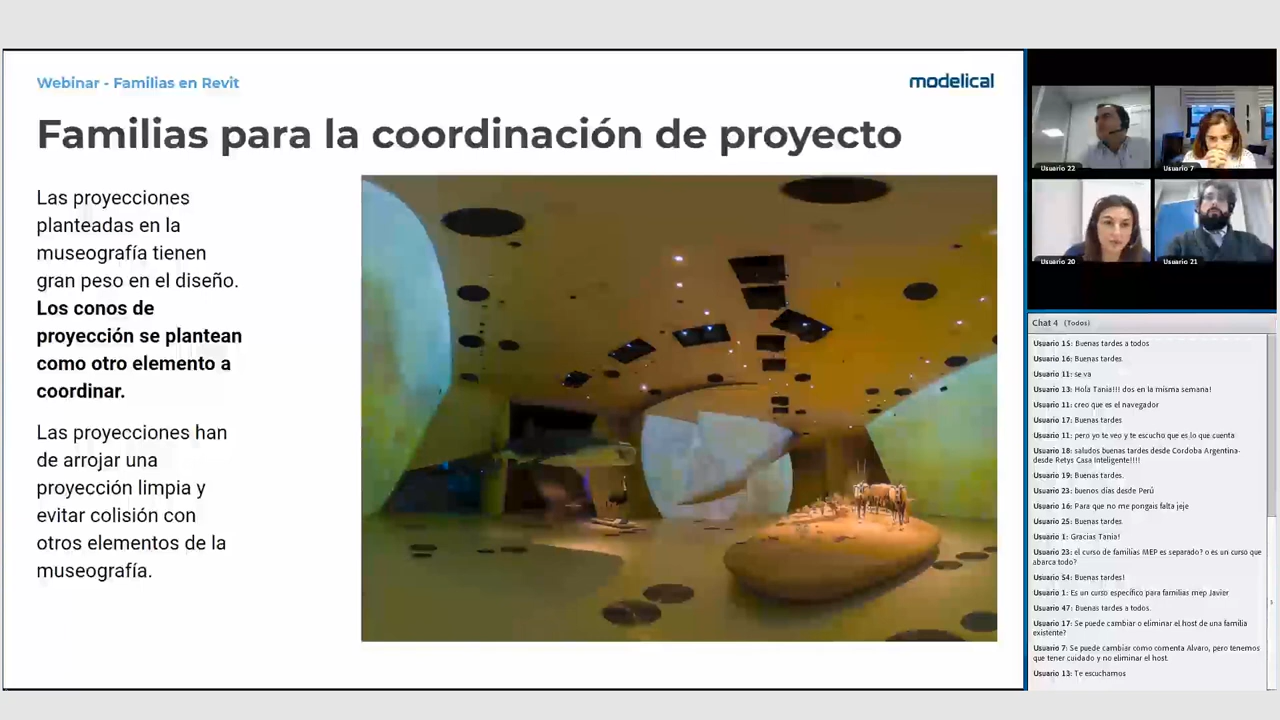 Webinar - Familias en Revit
modelical
Familias para la coordinación de proyecto
Las proyecciones
planteadas en la
museografía tienen
gran peso en el diseño.
Los conos de
proyección se plantean
como otro elemento a
coordinar.
Las proyecciones han
de arrojar una
proyección limpia y
evitar colisión con
otros elementos de la
museografía.
Usuario 22
Usuario 7
Usuario 20
Usuario 21
Chat 4 (Todos)
Usuario 15: Buenas tardes a todos
Usuario 16: Buenas tardes.
Usuario 11: se va
Usuario 13: Hola Tania!!! dos en la misma semana!
Usuario 11: creo que es el navegador
Usuario 17: Buenas tardes
Usuario 11: pero yo te veo y te escucho que es lo que cuenta
Usuario 18: saludos buenas tardes desde Cordoba Argentina-
desde Retys Casa Inteligente!!!!
Usuario 19: Buenas tardes.
Usuario 23: buenos días desde Perú
Usuario 16: Para que no me pongais falta jeje
Usuario 25: Buenas tardes.
Usuario 1: Gracias Tania!
Usuario 23: el curso de familias MEP es separado? o es un curso que
abarca todo?
Usuario 54: Buenas tardes!
Usuario 1: Es un curso específico para familias mep Javier
Usuario 47: Buenas tardes a todos.
Usuario 17: Se puede cambiar o eliminar el host de una familia
existente?
Usuario 7: Se puede cambiar como comenta Alvaro, pero tenemos
que tener cuidado y no eliminar el host.
Usuario 13: Te escuchamos